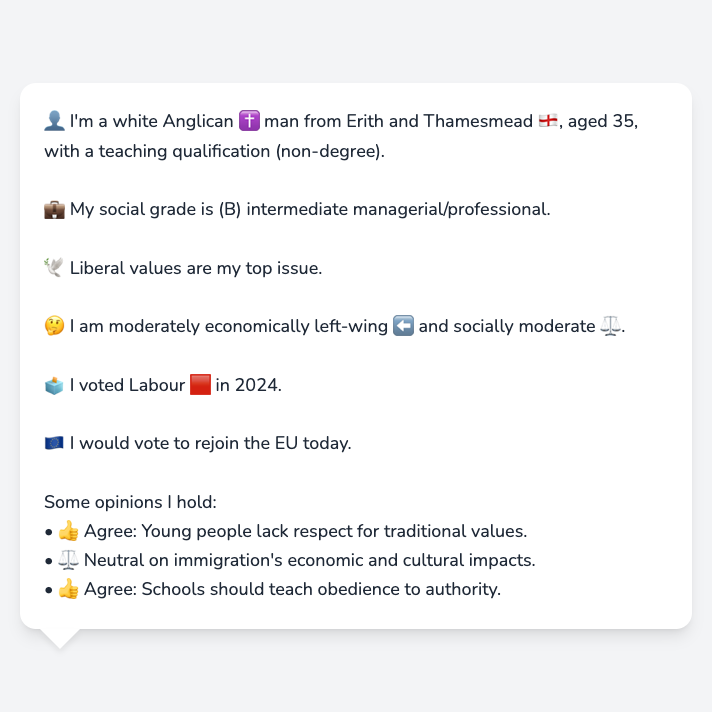 👤 I'm a white Anglican ✝️ man from Erith and Thamesmead 🏴󠁧󠁢󠁥󠁮󠁧󠁿, aged 35,
with a teaching qualification (non-degree).
💼 My social grade is (B) intermediate managerial/professional.
🕊️ Liberal values are my top issue.
🤔 I am moderately economically left-wing ⬅️ and socially moderate ⚖️.
🗳️ I voted Labour 🟥 in 2024.
🇪🇺 I would vote to rejoin the EU today.
Some opinions I hold:
• 👍 Agree: Young people lack respect for traditional values.
• ⚖️ Neutral on immigration's economic and cultural impacts.
• 👍 Agree: Schools should teach obedience to authority.